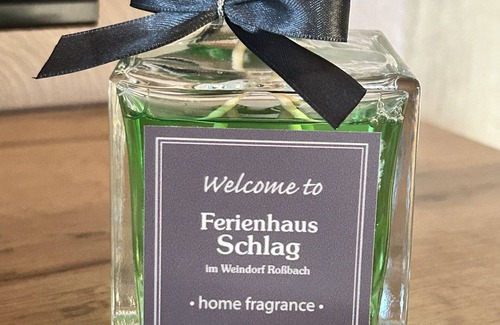 Welcome to
Ferienhaus
Schlag
im Weindorf Roßbach
• home fragrance •